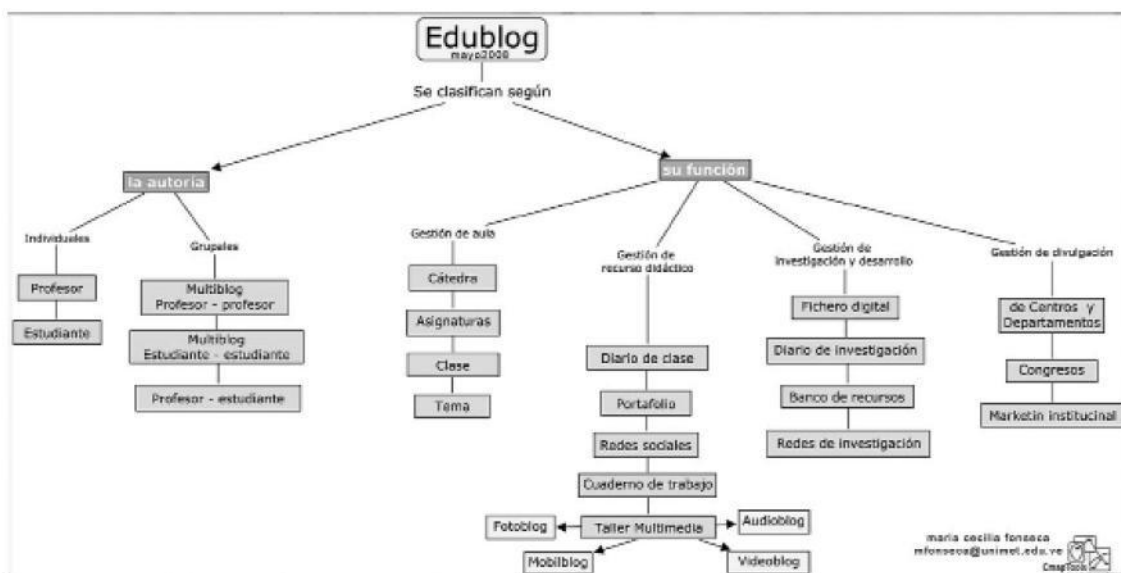 Edublog
mayo2008
Se clasifican según
la autoria
su función
Individuales
Grupales
Profesor
Estudiante
Multiblog
Profesor - profesor
Multiblog
Estudiante - estudiante
Profesor - estudiante
Gestión de aula
Cátedra
Asignaturas
Clase
Tema
Gestión de
recurso didáctico
Diario de clase
Portafolio
Redes sociales
Cuaderno de trabajo
Taller Multimedia
Fotoblog
Audioblog
Mobilblog
Videoblog
Gestión de
investigación y desarrollo
Fichero digital
Diario de investigación
Banco de recursos
Redes de investigación
Gestión de divulgación
de Centros y
Departamentos
Congresos
Marketin institucinal
maria cecilia fonseca
mfonseca@unimet.edu.ve
CmapTools